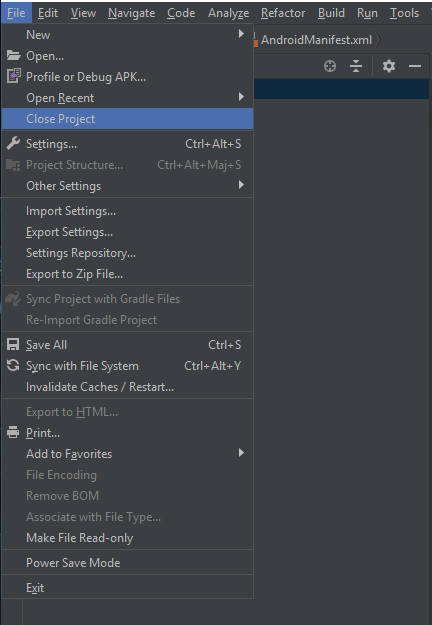 File Edit View Navigate Code Analyze Refactor Build Run Tools
AndroidManifest.xml
New
Open...
Profile or Debug APK...
Open Recent
Close Project
Settings... Ctrl+Alt+S
Project Structure... Ctrl+Alt+Maj+S
Other Settings
Import Settings...
Export Settings...
Settings Repository...
Export to Zip File...
Sync Project with Gradle Files
Re-Import Gradle Project
Save All Ctrl+S
Sync with File System Ctrl+Alt+Y
Invalidate Caches / Restart...
Export to HTML...
Print...
Add to Favorites
File Encoding
Remove BOM
Associate with File Type...
Make File Read-only
Power Save Mode
Exit